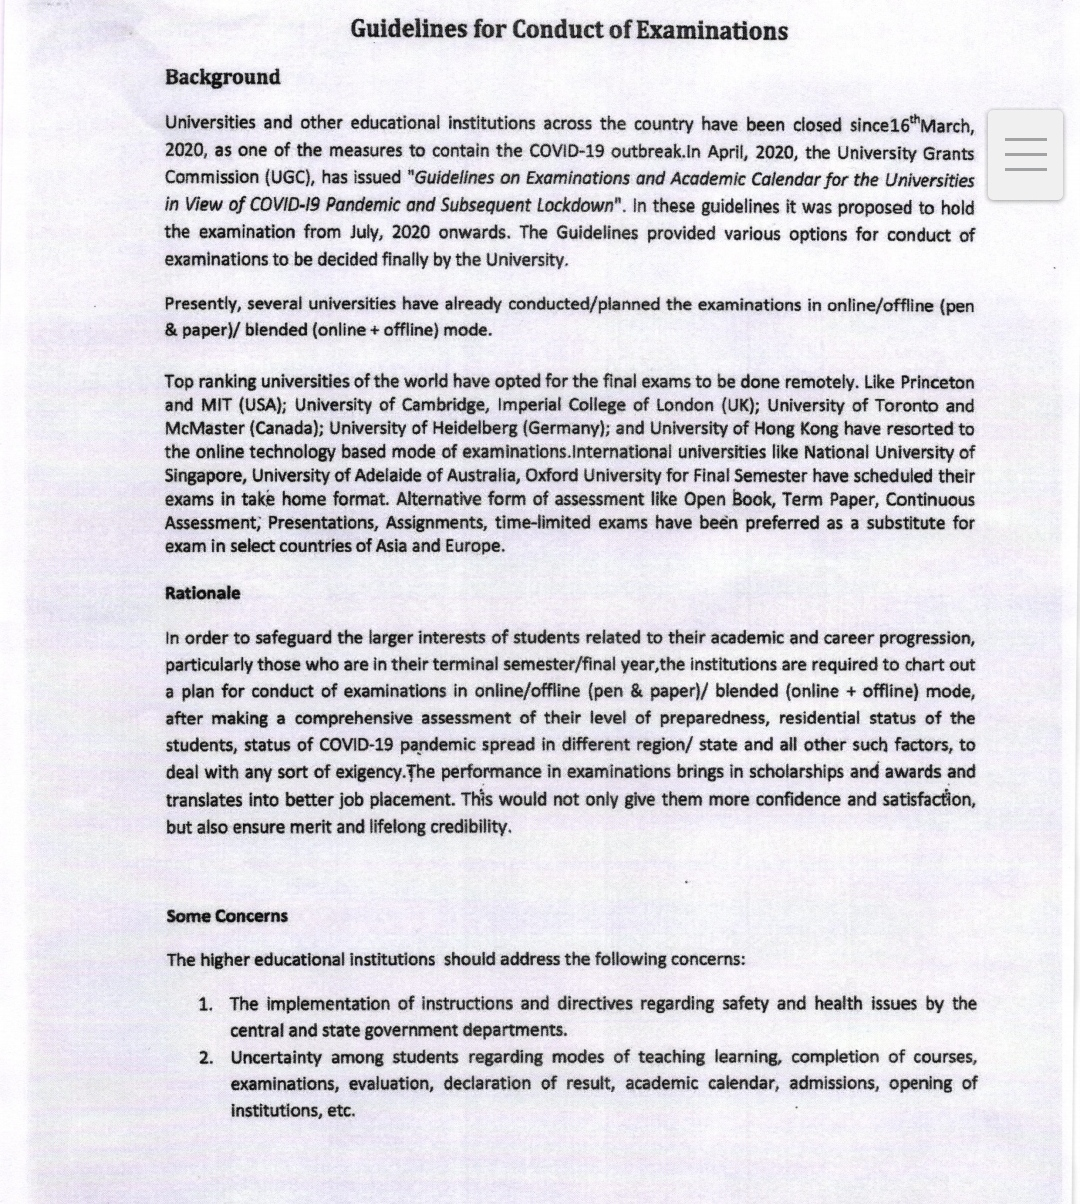 Guidelines for Conduct of Examinations
Background
Universities and other educational institutions across the country have been closed since16thMarch,
2020, as one of the measures to contain the COVID-19 outbreak.In April, 2020, the University Grants
Commission (UGC), has issued "Guidelines on Examinations and Academic Calendar for the Universities
in View of COVID-I9 Pandemic and Subsequent Lockdown". In these guidelines it was proposed to hold
the examination from July, 2020 onwards. The Guidelines provided various options for conduct of
examinations to be decided finally by the University.
Presently, several universities have already conducted/planned the examinations in online/offline (pen
& paper)/ blended (online + offline) mode.
Top ranking universities of the world have opted for the final exams to be done remotely. Like Princeton
and MIT (USA); University of Cambridge, Imperial College of London (UK); University of Toronto and
McMaster (Canada); University of Heidelberg (Germany); and University of Hong Kong have resorted to
the online technology based mode of examinations.International universities like National University of
Singapore, University of Adelaide of Australia, Oxford University for Final Semester have scheduled their
exams in take home format. Alternative form of assessment like Open Book, Term Paper, Continuous
Assessment, Presentations, Assignments, time-limited exams have been preferred as a substitute for
exam in select countries of Asia and Europe.
Rationale
In order to safeguard the larger interests of students related to their academic and career progression,
particularly those who are in their terminal semester/final year,the institutions are required to chart out
a plan for conduct of examinations in online/offline (pen & paper)/ blended (online + offline) mode,
after making a comprehensive assessment of their level of preparedness, residential status of the
students, status of COVID-19 pandemic spread in different region/ state and all other such factors, to
deal with any sort of exigency.The performance in examinations brings in scholarships and awards and
translates into better job placement. This would not only give them more confidence and satisfaction,
but also ensure merit and lifelong credibility.
Some Concerns
The higher educational institutions should address the following concerns:
1. The implementation of instructions and directives regarding safety and health issues by the
central and state government departments.
2. Uncertainty among students regarding modes of teaching learning, completion of courses,
examinations, evaluation, declaration of result, academic calendar, admissions, opening of
institutions, etc.